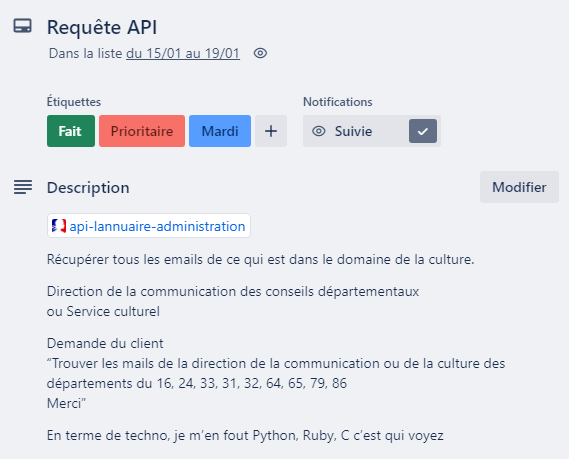 Requête API
Dans la liste du 15/01 au 19/01
Étiquettes
Notifications
Fait
Prioritaire
Mardi
+
Suivie
Description
Modifier
api-lannuaire-administration
Récupérer tous les emails de ce qui est dans le domaine de la culture.
Direction de la communication des conseils départementaux
ou Service culturel
Demande du client
“Trouver les mails de la direction de la communication ou de la culture des
départements du 16, 24, 33, 31, 32, 64, 65, 79, 86
Merci”
En terme de techno, je m’en fout Python, Ruby, C c’est qui voyez